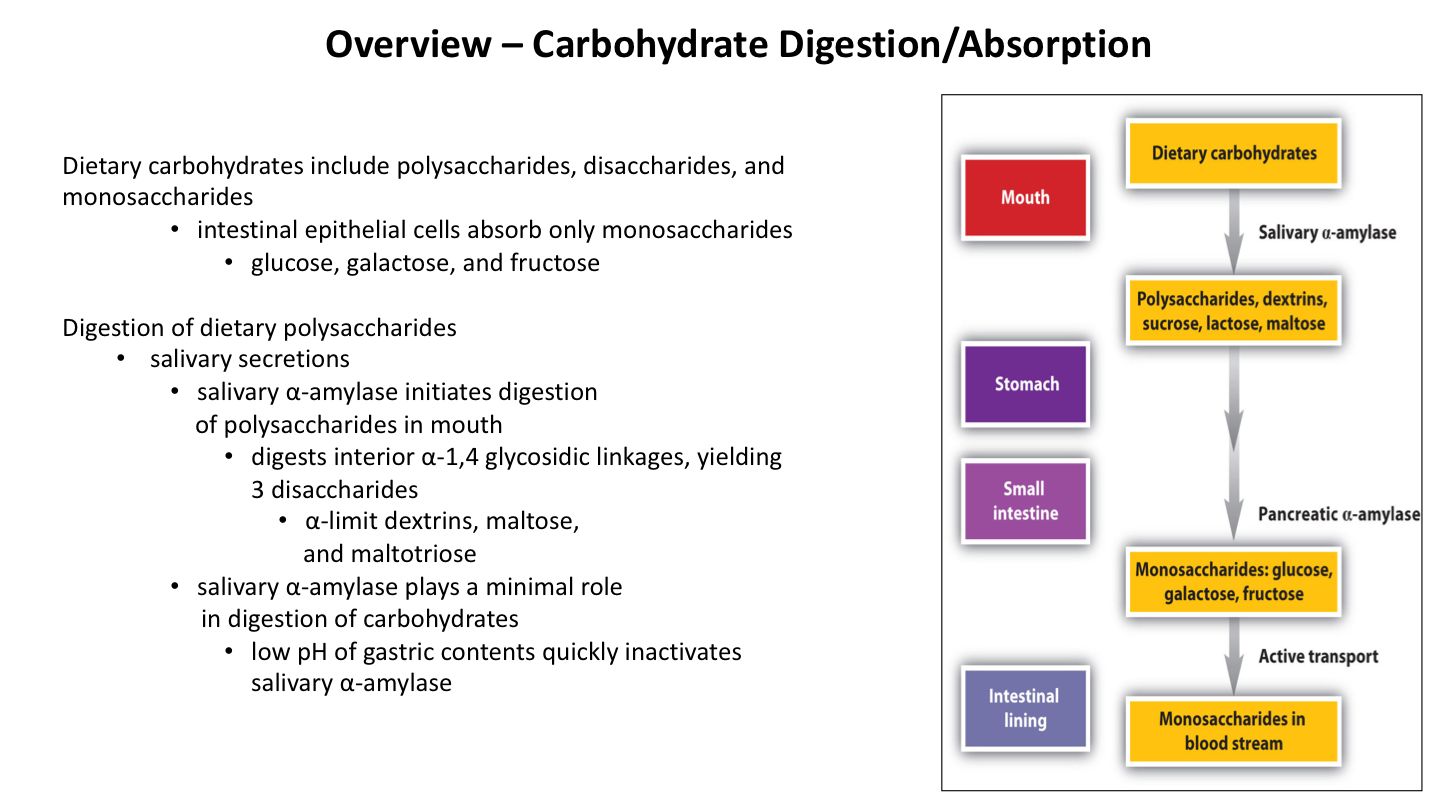 Overview – Carbohydrate Digestion/Absorption
Dietary carbohydrates include polysaccharides, disaccharides, and
monosaccharides
• intestinal epithelial cells absorb only monosaccharides
• glucose, galactose, and fructose
Digestion of dietary polysaccharides
• salivary secretions
• salivary α-amylase initiates digestion
of polysaccharides in mouth
• digests interior α-1,4 glycosidic linkages, yielding
3 disaccharides
• α-limit dextrins, maltose,
and maltotriose
• salivary α-amylase plays a minimal role
in digestion of carbohydrates
• low pH of gastric contents quickly inactivates
salivary α-amylase
Dietary carbohydrates
Mouth
Salivary α-amylase
Polysaccharides, dextrins,
sucrose, lactose, maltose
Stomach
Small
intestine
Pancreatic α-amylase
Monosaccharides: glucose,
galactose, fructose
Active transport
Intestinal
lining
Monosaccharides in
blood stream